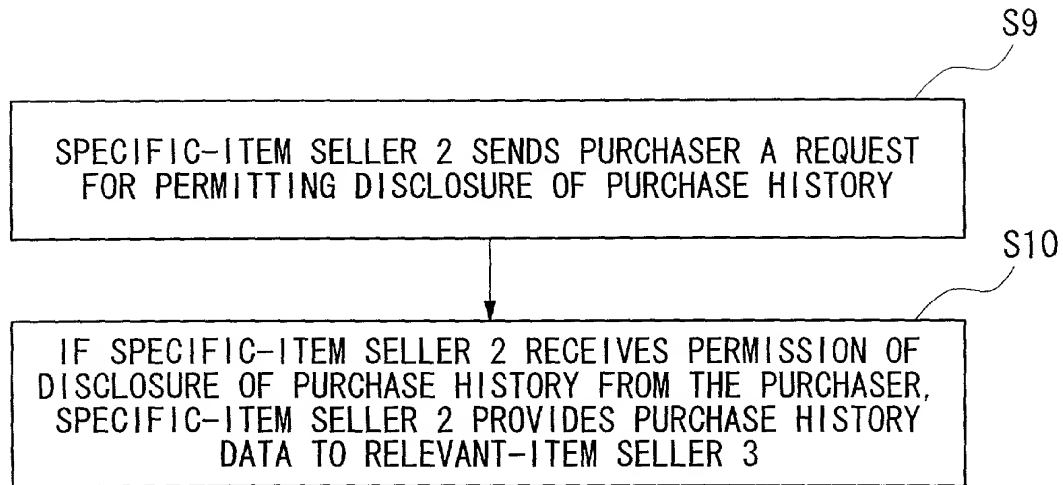 S9
SPECIFIC-ITEM SELLER 2 SENDS PURCHASER A REQUEST
FOR PERMITTING DISCLOSURE OF PURCHASE HISTORY
S10
IF SPECIFIC-ITEM SELLER 2 RECEIVES PERMISSION OF
DISCLOSURE OF PURCHASE HISTORY FROM THE PURCHASER,
SPECIFIC-ITEM SELLER 2 PROVIDES PURCHASE HISTORY
DATA TO RELEVANT-ITEM SELLER 3